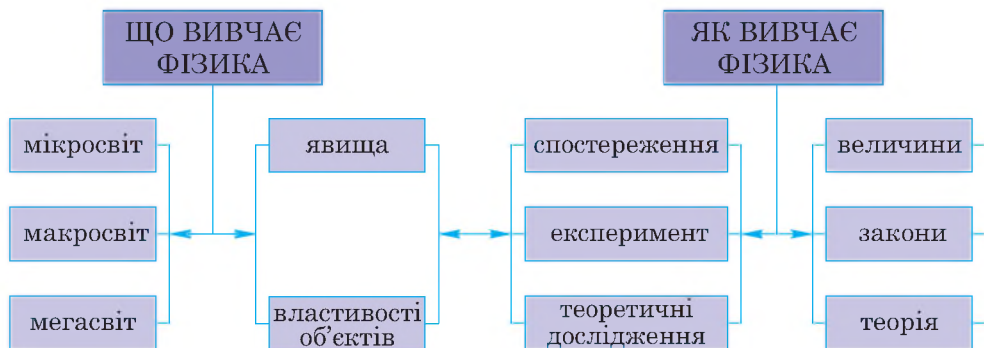 ЩО ВИВЧАЄ
ФІЗИКА
ЯК ВИВЧАЄ
ФІЗИКА
мікросвіт
явища
спостереження
величини
макросвіт
експеримент
закони
мегасвіт
властивості
об'єктів
теоретичні
дослідження
теорія